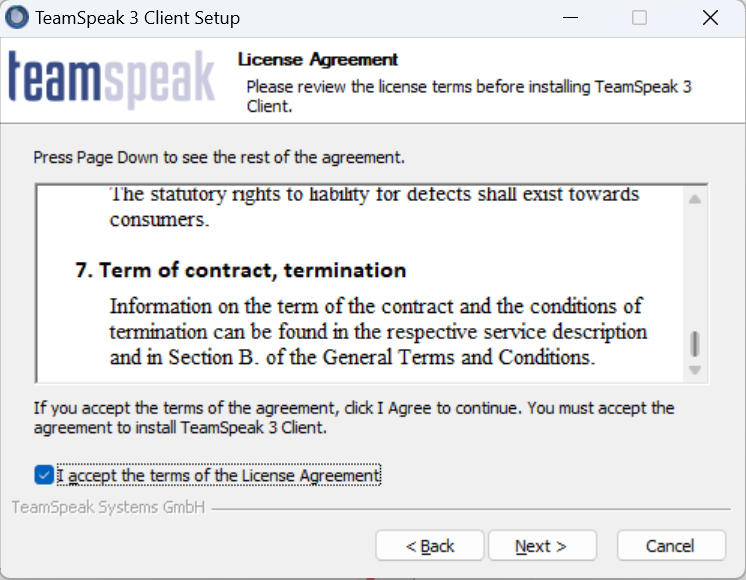 TeamSpeak 3 Client Setup
teamspeak
License Agreement
Please review the license terms before installing TeamSpeak 3
Client.
Press Page Down to see the rest of the agreement.
The statutory rights to liability for defects shall exist towards
consumers.
7. Term of contract, termination
Information on the term of the contract and the conditions of
termination can be found in the respective service description
and in Section B. of the General Terms and Conditions.
If you accept the terms of the agreement, click I Agree to continue. You must accept the
agreement to install TeamSpeak 3 Client.
I accept the terms of the License Agreement
TeamSpeak Systems GmbH
< Back Next > Cancel